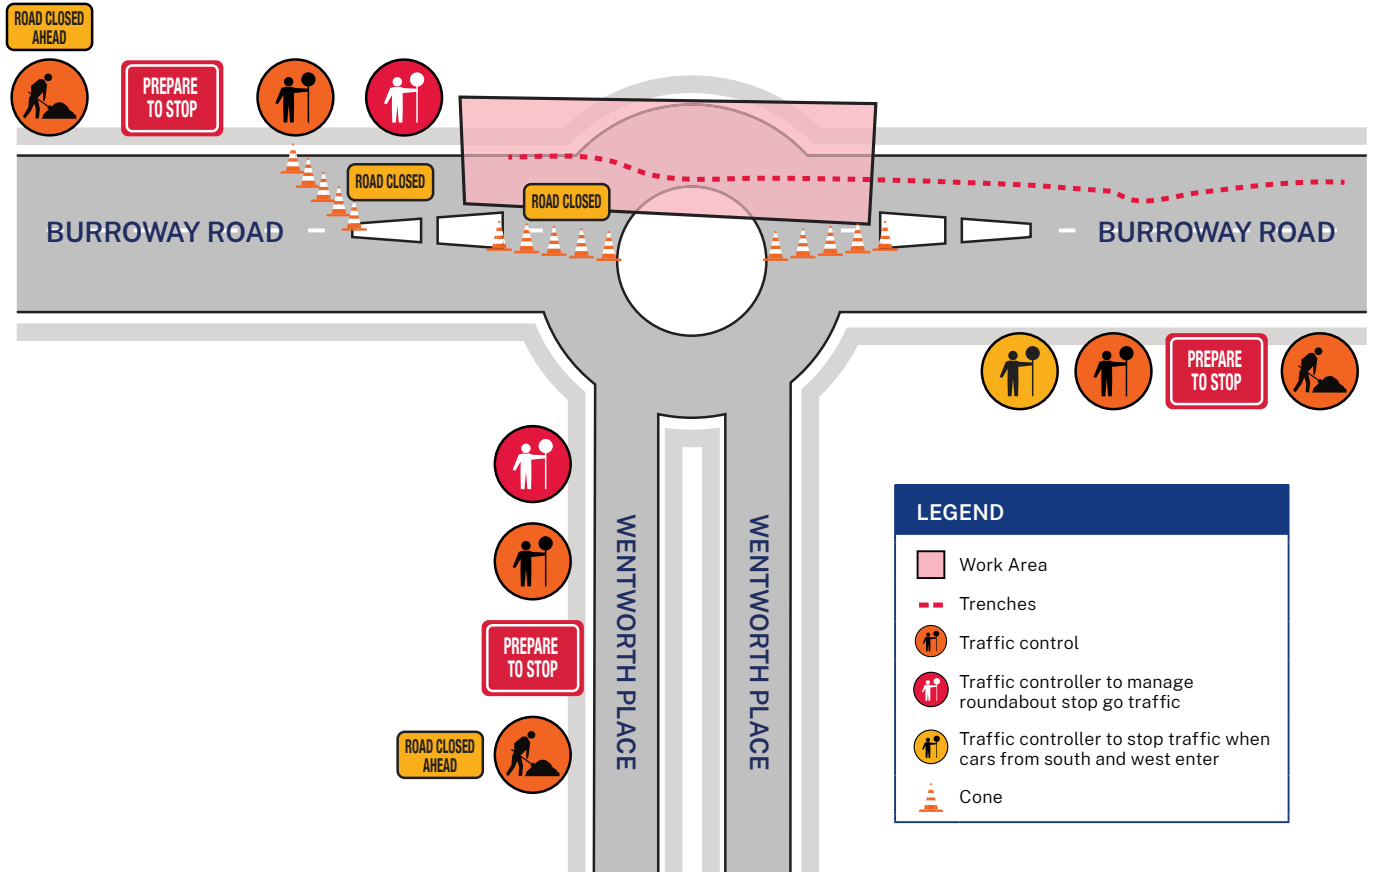 ROAD CLOSED
AHEAD
PREPARE
TO STOP
ROAD CLOSED
ROAD CLOSED
BURROWAY ROAD
BURROWAY ROAD
PREPARE
TO STOP
WENTWORTH PLACE
WENTWORTH PLACE
PREPARE
TO STOP
ROAD CLOSED
AHEAD
LEGEND
Work Area
Trenches
Traffic control
Traffic controller to manage
roundabout stop go traffic
Traffic controller to stop traffic when
cars from south and west enter
Cone